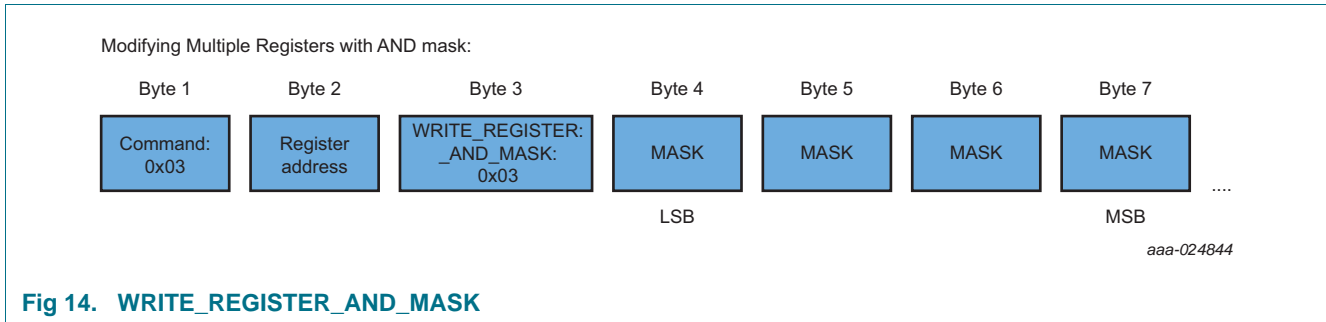 Modifying Multiple Registers with AND mask:
Byte 1 Byte 2 Byte 3 Byte 4 Byte 5 Byte 6 Byte 7
Command:
0x03
Register
address
WRITE_REGISTER:
_AND_MASK:
0x03
MASK
MASK
MASK
MASK
....
LSB MSB
aaa-024844
Fig 14. WRITE_REGISTER_AND_MASK